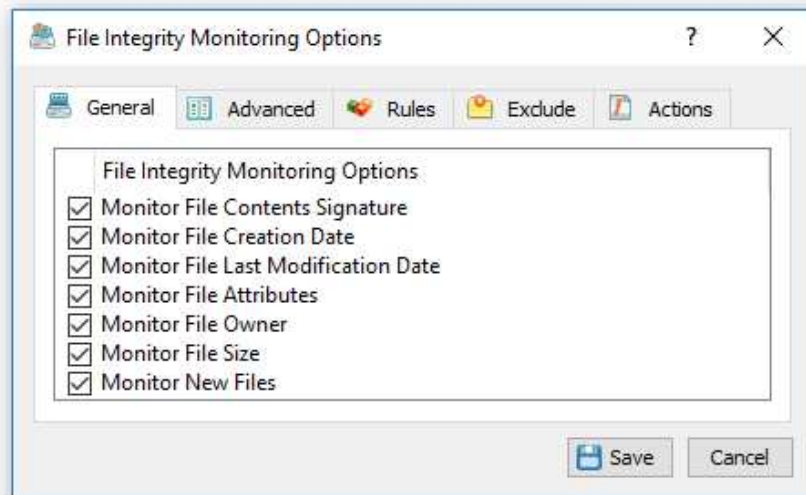 File Integrity Monitoring Options ?
General Advanced Rules Exclude Actions
File Integrity Monitoring Options
Monitor File Contents Signature
Monitor File Creation Date
Monitor File Last Modification Date
Monitor File Attributes
Monitor File Owner
Monitor File Size
Monitor New Files
Save Cancel